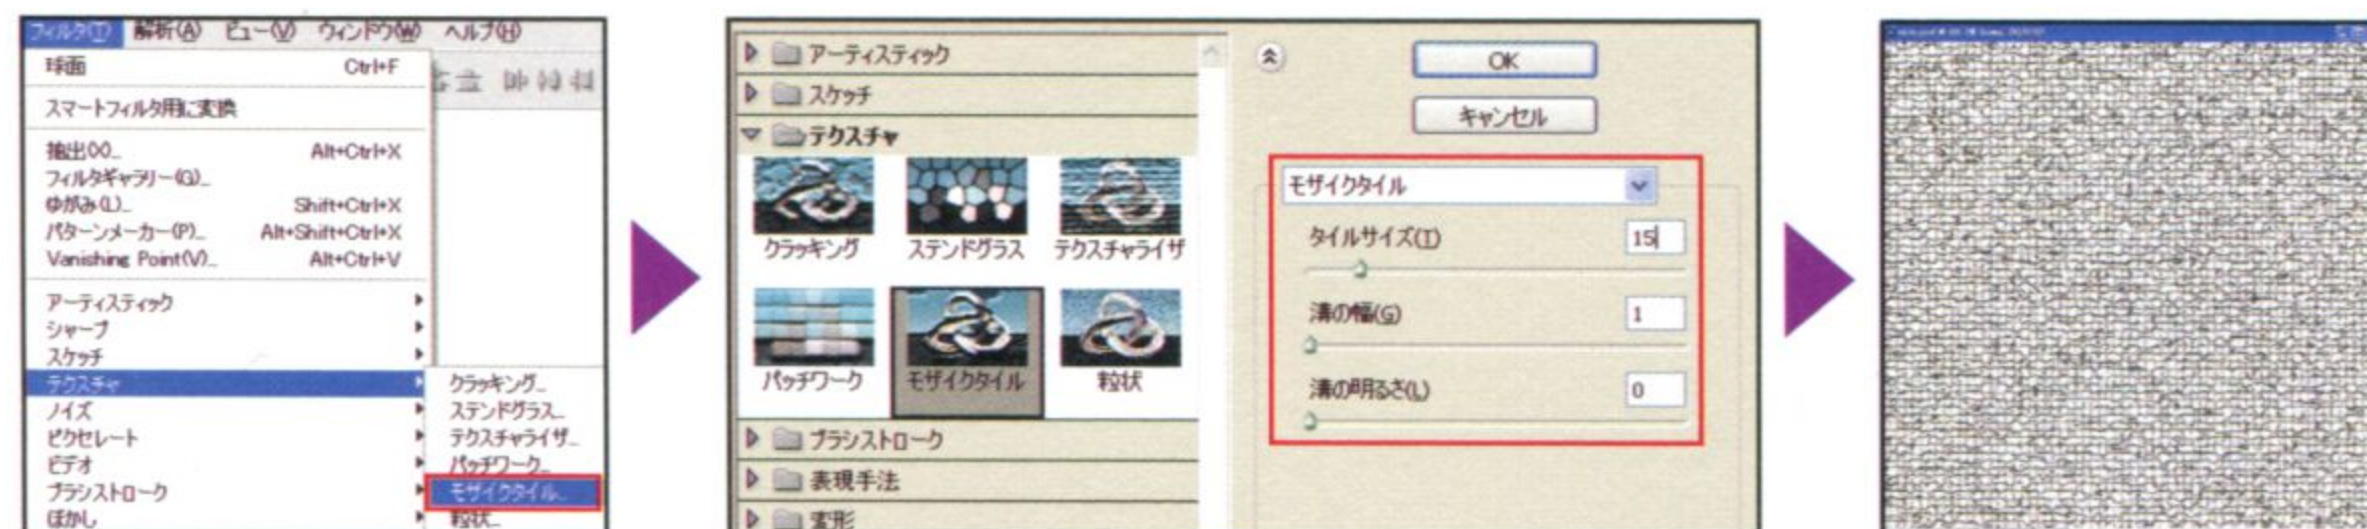 フィルタ(T) 解析(A) ビュー(V) ウィンドウ(W) ヘルプ(H)
球面 Ctrl+F
スマートフィルタ用に変換
抽出(X)... Alt+Ctrl+X
フィルタギャラリー(G)...
ゆがみ(L)... Shift+Ctrl+X
パターンメーカー(P)... Alt+Shift+Ctrl+X
Vanishing Point(V)... Alt+Ctrl+V
アーティスティック
シャープ
スケッチ
テクスチャ
ノイズ
ピクセレート
ビデオ
ブラシストローク
ぼかし
クラッキング...
ステンドグラス...
テクスチャライザ...
パッチワーク...
モザイクタイル...
粒状...
アーティスティック
スケッチ
テクスチャ
クラッキング ステンドグラス テクスチャライザ
パッチワーク モザイクタイル 粒状
ブラシストローク
表現手法
変形
OK
キャンセル
モザイクタイル
タイルサイズ(T) 15
溝の幅(G) 1
溝の明るさ(L) 0